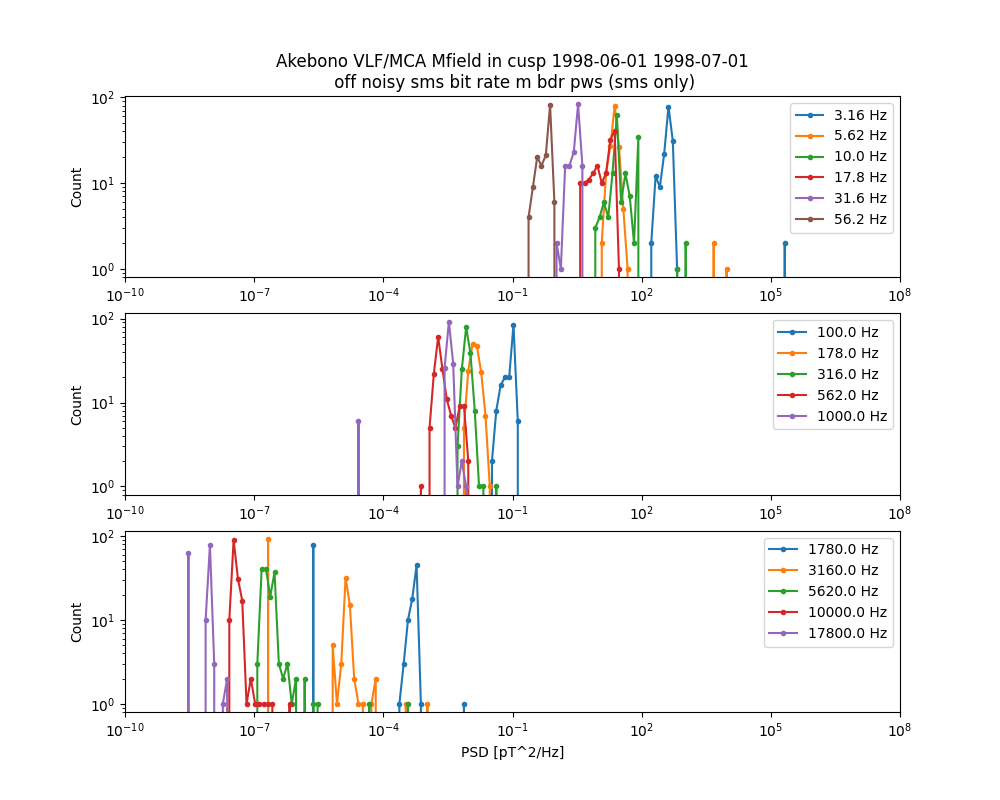 Akebono VLF/MCA Mfield in cusp 1998-06-01 1998-07-01
off noisy sms bit rate m bdr pws (sms only)
10^2
10^1
10^0
Count
3.16 Hz
5.62 Hz
10.0 Hz
17.8 Hz
31.6 Hz
56.2 Hz
10^-10 10^-7 10^-4 10^-1 10^2 10^5 10^8
10^2
10^1
10^0
Count
100.0 Hz
178.0 Hz
316.0 Hz
562.0 Hz
1000.0 Hz
10^-10 10^-7 10^-4 10^-1 10^2 10^5 10^8
10^2
10^1
10^0
Count
1780.0 Hz
3160.0 Hz
5620.0 Hz
10000.0 Hz
17800.0 Hz
10^-10 10^-7 10^-4 10^-1 10^2 10^5 10^8
PSD [pT^2/Hz]